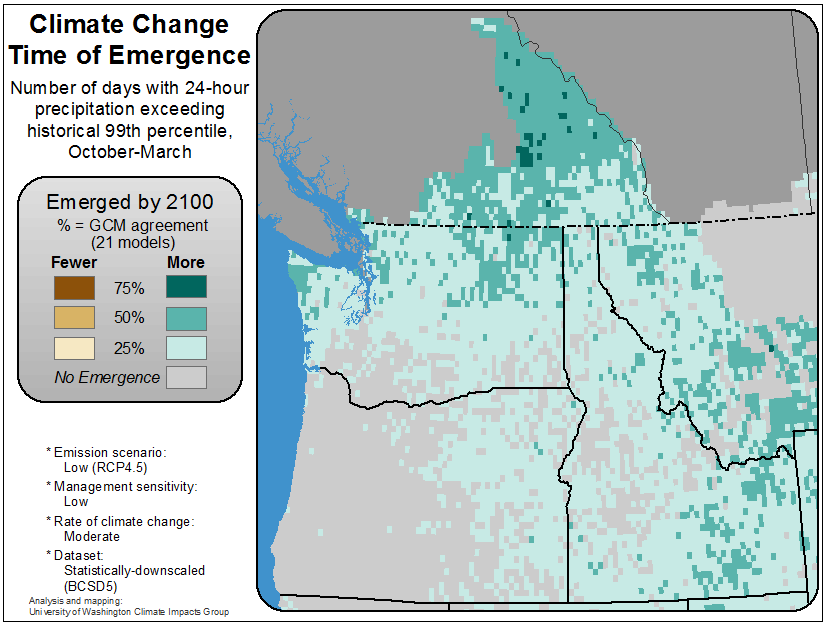 Climate Change
Time of Emergence
Number of days with 24-hour
precipitation exceeding
historical 99th percentile,
October-March
Emerged by 2100
% = GCM agreement
(21 models)
Fewer More
75%
50%
25%
No Emergence
* Emission scenario:
Low (RCP4.5)
* Management sensitivity:
Low
* Rate of climate change:
Moderate
* Dataset:
Statistically-downscaled
(BCSD5)
Analysis and mapping:
University of Washington Climate Impacts Group